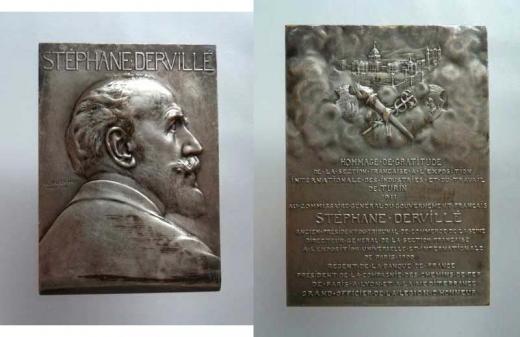 STÉPHANE·DERVILLÉ
HOMMAGE·DE·GRATITUDE
DE·LA·SECTION·FRANÇAISE·A·L'EXPOSITION
INTERNATIONALE·DES·INDUSTRIES·ET·DU·TRAVAIL
DE·TURIN
1911
AU·COMMISSAIRE·GÉNÉRAL·DU·GOUVERNEMENT·FRANÇAIS
STÉPHANE·DERVILLÉ
ANCIEN·PRÉSIDENT·DU·TRIBUNAL·DE·COMMERCE·DE·LA·SEINE
DIRECTEUR·GÉNÉRAL·DE·LA·SECTION·FRANÇAISE
A·L'EXPOSITION·UNIVERSELLE·ET·INTERNATIONALE
DE·PARIS·1900
RÉGENT·DE·LA·BANQUE·DE·FRANCE
PRÉSIDENT·DE·LA·COMPAGNIE·DES·CHEMINS·DE·FER
DE·PARIS·A·LYON·ET·A·LA·MÉDITERRANÉE
GRAND·OFFICIER·DE·LA·LÉGION·D'HONNEUR